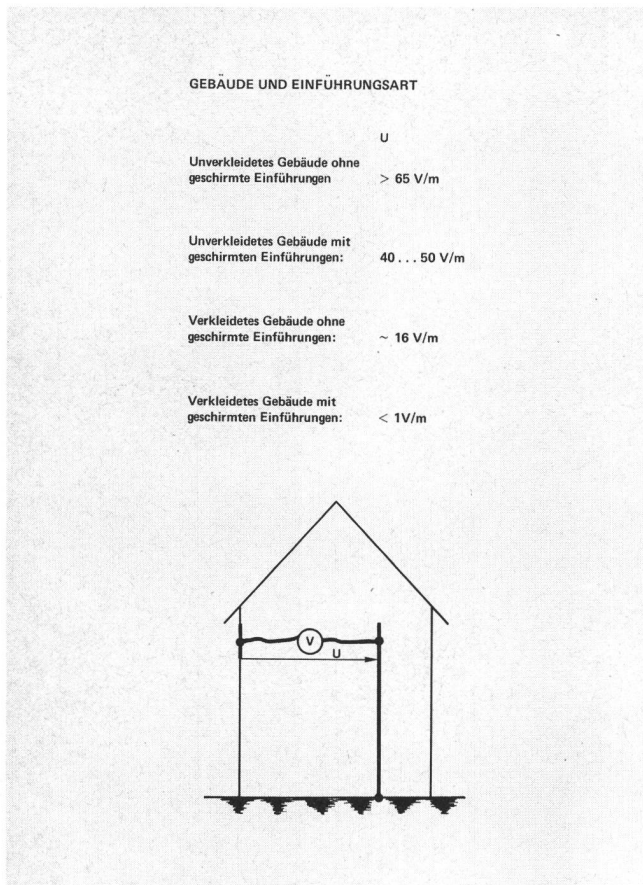 GEBÄUDE UND EINFÜHRUNGSART
U
Unverkleidetes Gebäude ohne
geschirmte Einführungen > 65 V/m
Unverkleidetes Gebäude mit
geschirmten Einführungen: 40 . . . 50 V/m
Verkleidetes Gebäude ohne
geschirmte Einführungen: ~ 16 V/m
Verkleidetes Gebäude mit
geschirmten Einführungen: < 1V/m
V
U